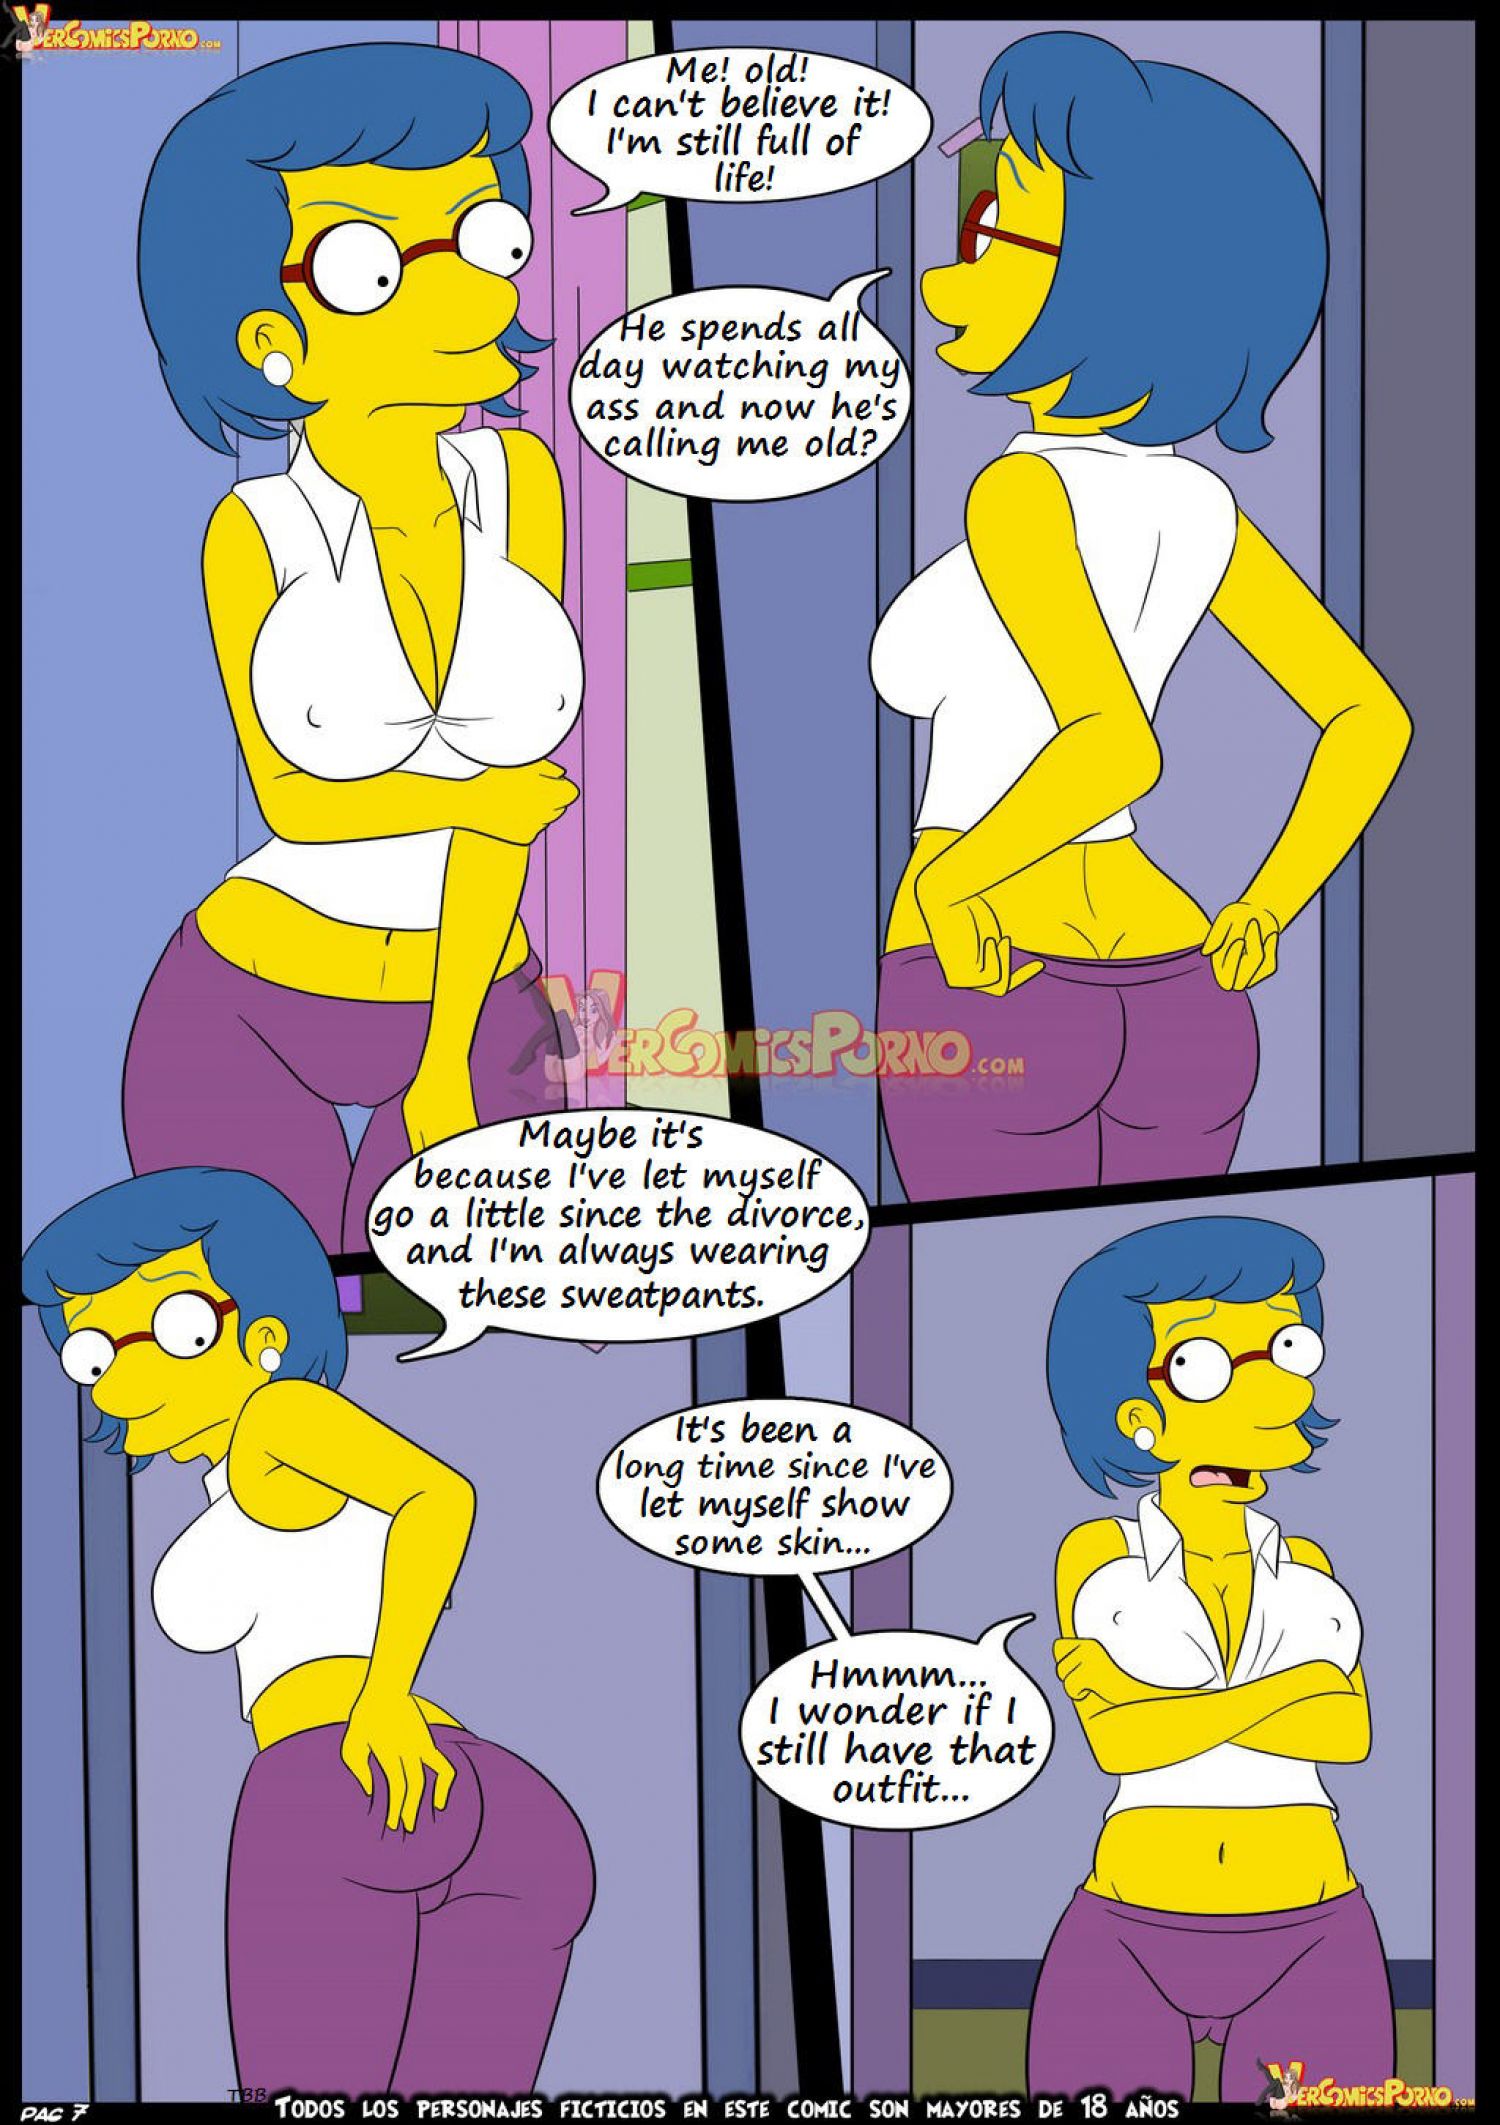 VerComicsPorno.com
Me! old!
I can't believe it!
I'm still full of
life!
He spends all
day watching my
ass and now he's
calling me old?
VerComicsPorno.com
Maybe it's
because I've let myself
go a little since the divorce,
and I'm always wearing
these sweatpants.
It's been a
long time since I've
let myself show
some skin...
Hmmm...
I wonder if I
still have that
outfit...
VerComicsPorno.com
PAG 7
TBB
Todos los personajes ficticios en este comic son mayores de 18 años